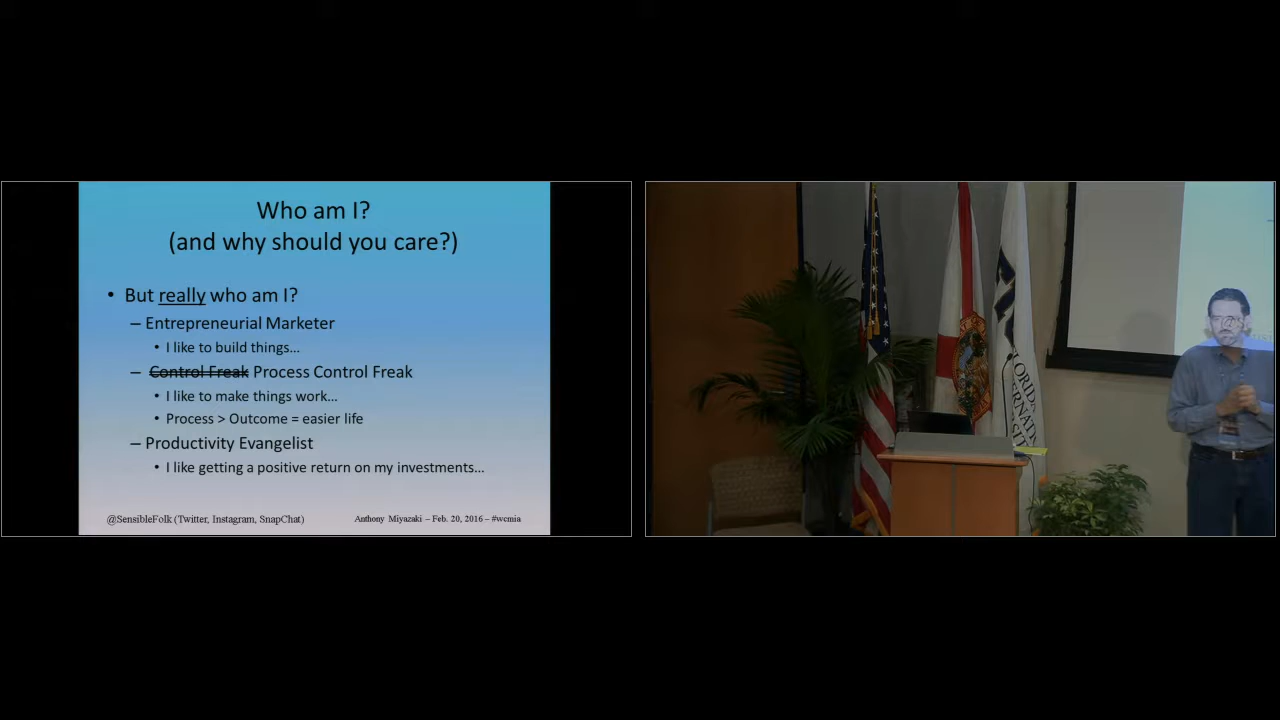 Who am I?
(and why should you care?)
• But really who am I?
– Entrepreneurial Marketer
• I like to build things...
– Control Freak Process Control Freak
• I like to make things work...
• Process > Outcome = easier life
– Productivity Evangelist
• I like getting a positive return on my investments...
@SensibleFolk (Twitter, Instagram, SnapChat)
Anthony Miyazaki – Feb. 20, 2016 – #wcmia